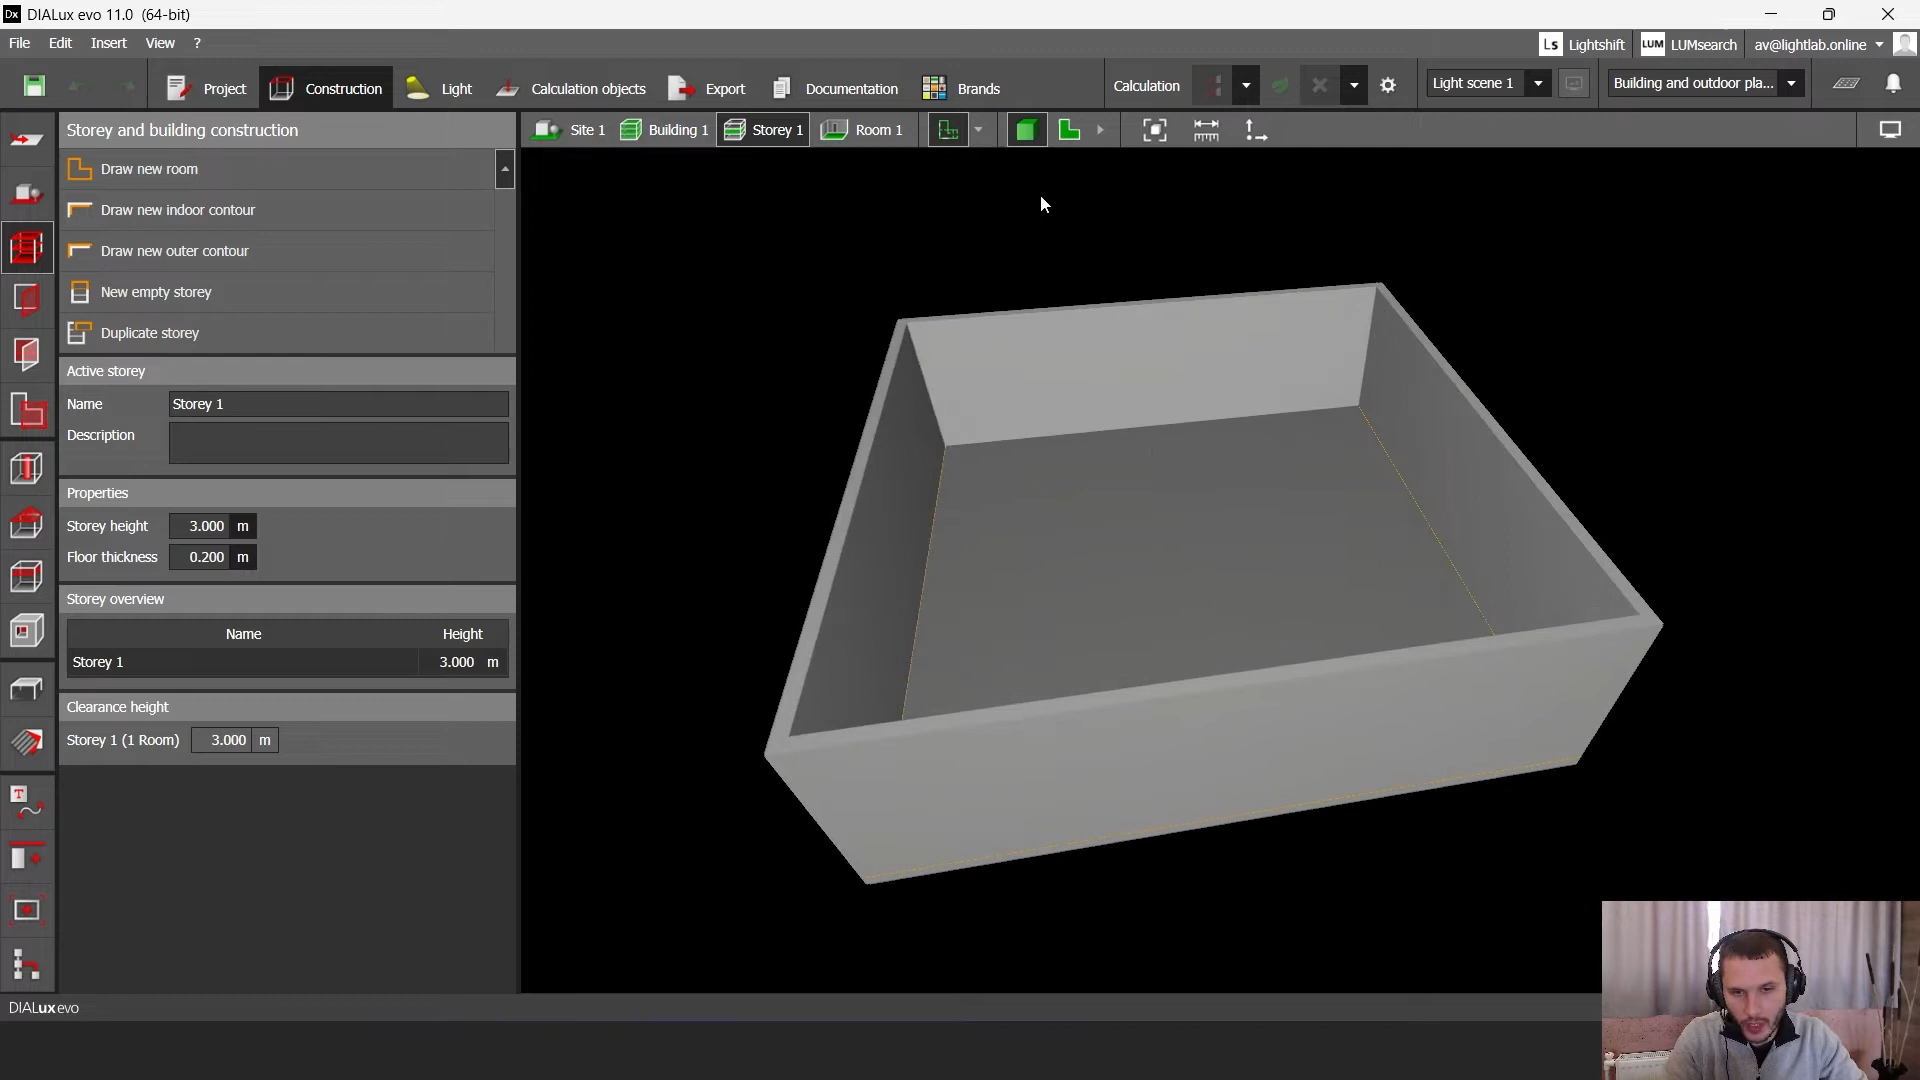 Dx DIALux evo 11.0 (64-bit)
File Edit Insert View ?
Ls Lightshift LUM LUMsearch av@lightlab.online
Project Construction Light Calculation objects Export Documentation Brands Calculation Light scene 1 Building and outdoor pla...
Storey and building construction
Site 1 Building 1 Storey 1 Room 1
Draw new room
Draw new indoor contour
Draw new outer contour
New empty storey
Duplicate storey
Active storey
Name Storey 1
Description
Properties
Storey height 3.000 m
Floor thickness 0.200 m
Storey overview
Name Height
Storey 1 3.000 m
Clearance height
Storey 1 (1 Room) 3.000 m
T
DIALux evo